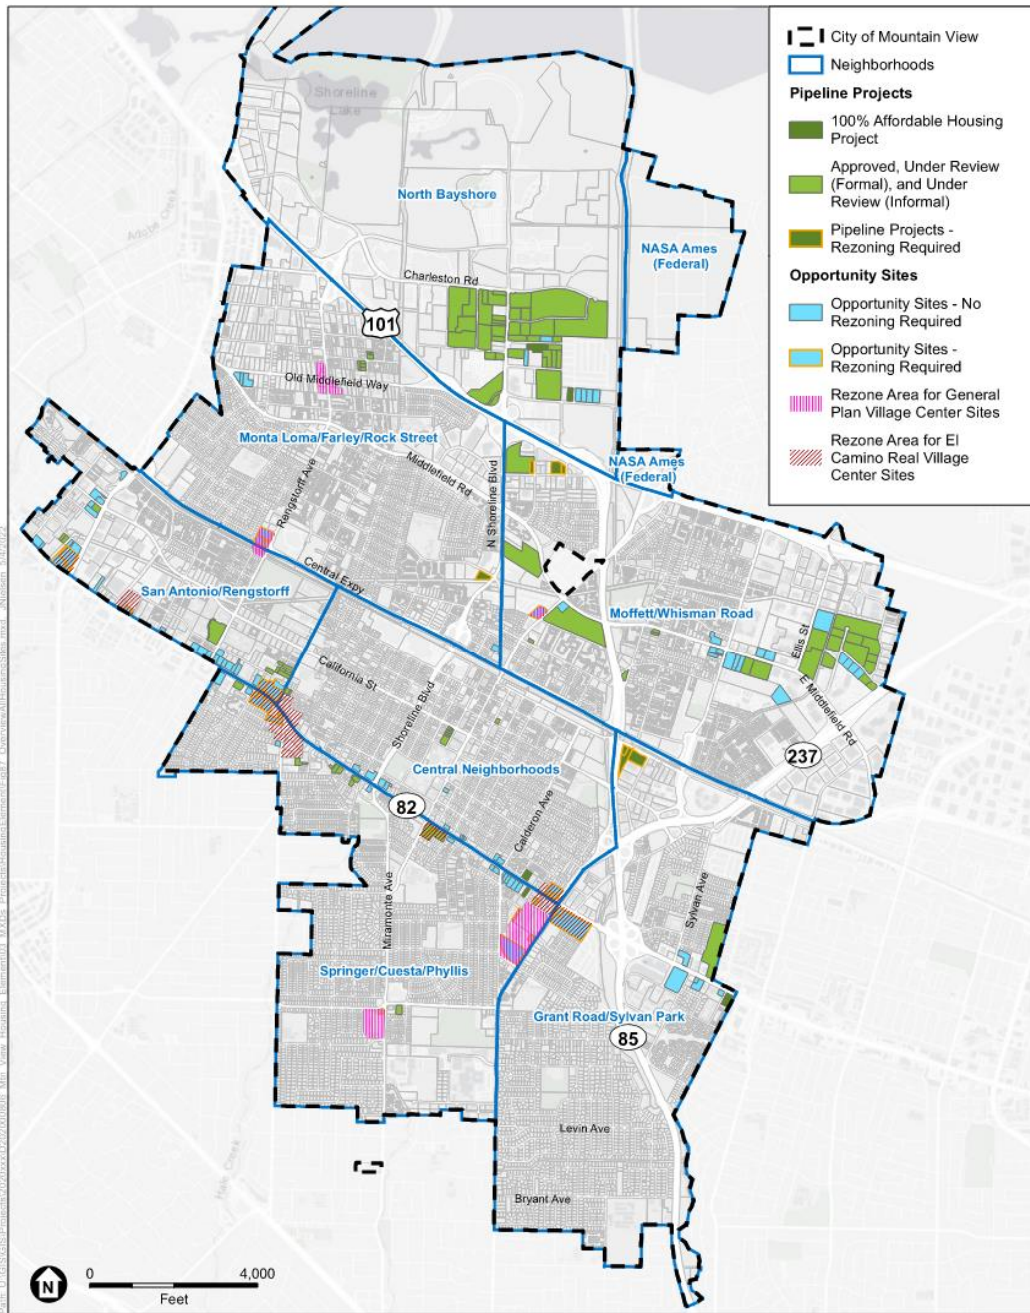 City of Mountain View
Neighborhoods
Pipeline Projects
100% Affordable Housing
Project
Approved, Under Review
(Formal), and Under
Review (Informal)
Pipeline Projects -
Rezoning Required
Opportunity Sites
Opportunity Sites - No
Rezoning Required
Opportunity Sites -
Rezoning Required
Rezone Area for General
Plan Village Center Sites
Rezone Area for El
Camino Real Village
Center Sites
Shoreline
Lake
North Bayshore
Adobe Creek
NASA Ames
(Federal)
Charleston Rd
101
Old Middlefield Way
Monta Loma/Farley/Rock Street
Middlefield Rd
NASA Ames
(Federal)
Rengstorff Ave
N Shoreline Blvd
Central Expy
San Antonio/Rengstorff
Moffett/Whisman Road
Ellis St
California St
E Middlefield Rd
Shoreline Blvd
237
Central Neighborhoods
82
Calderon Ave
Miramonte Ave
Sylvan Ave
Springer/Cuesta/Phyllis
Grant Road/Sylvan Park
85
Levin Ave
Bryant Ave
N
0
4,000
Feet